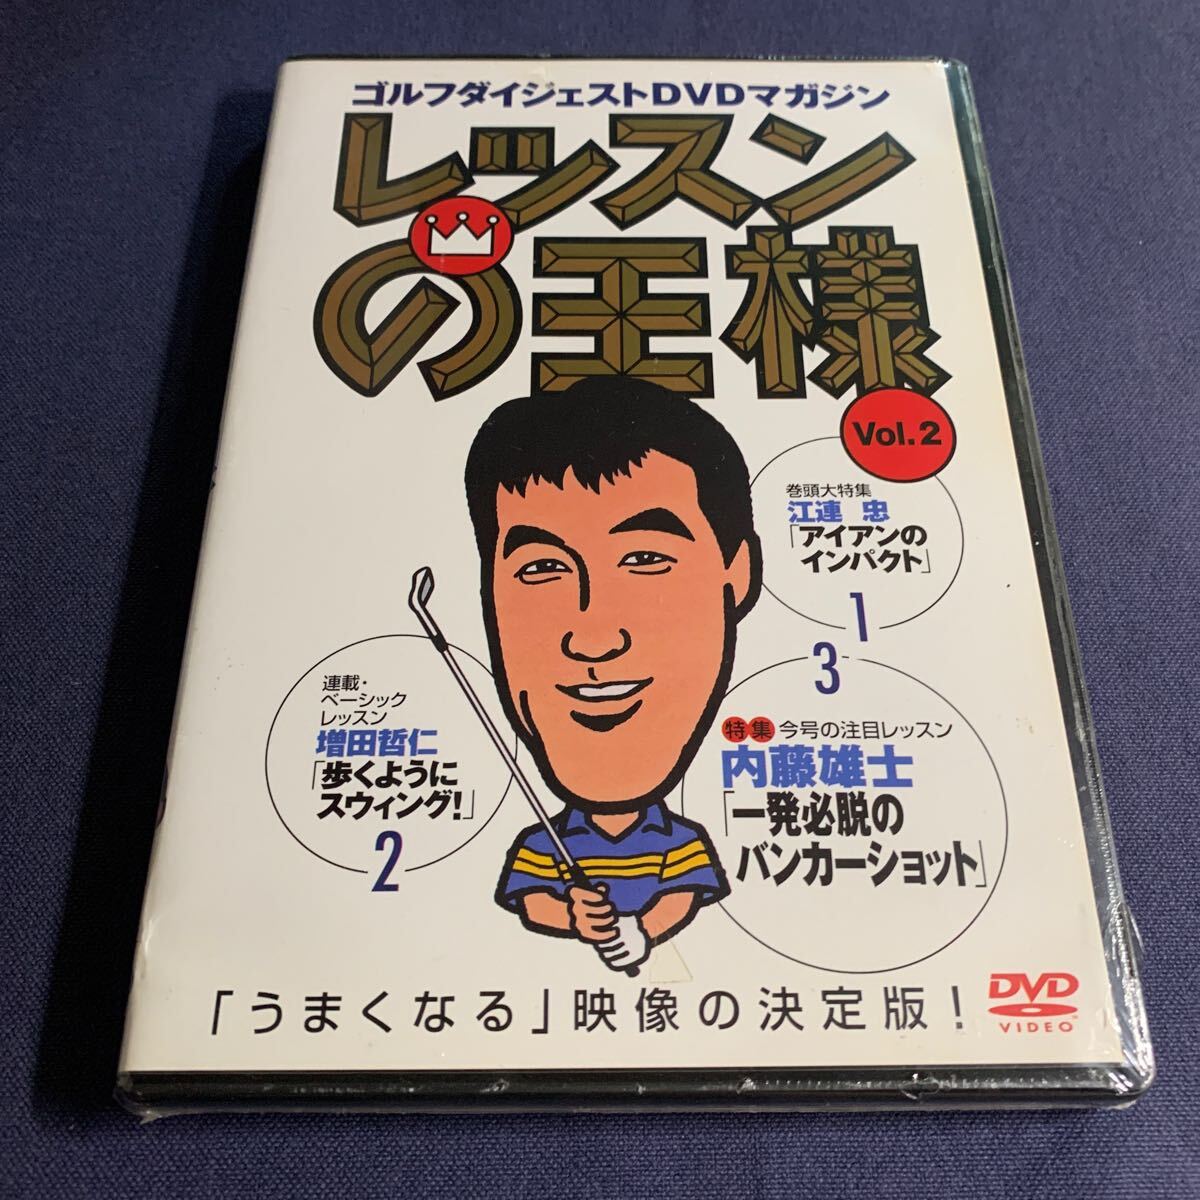 ゴルフダイジェストDVDマガジン
レッスン
の王様
Vol.2
巻頭大特集
江連 忠
「アイアンの
インパクト」
1
連載・
ベーシック
レッスン
増田哲仁
「歩くように
スウィング!」
2
3
特集 今号の注目レッスン
内藤雄士
「一発必脱の
バンカーショット」
「うまくなる」映像の決定版!
DVD
VIDEO